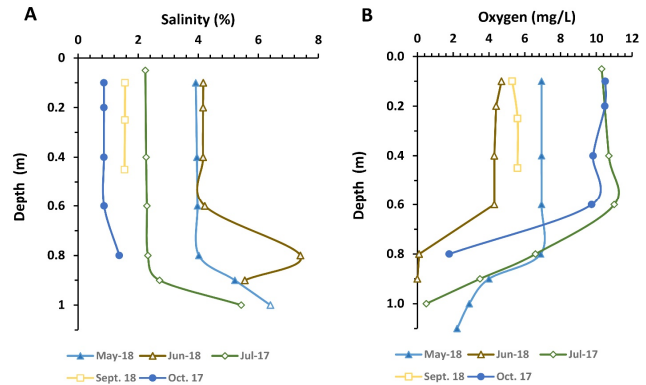 A
Salinity (%)
0 2 4 6 8
0
0.2
0.4
0.6
0.8
1
Depth (m)
May-18 Jun-18 Jul-17
Sept. 18 Oct. 17
B
Oxygen (mg/L)
0 2 4 6 8 10 12
0.0
0.2
0.4
0.6
0.8
1.0
Depth (m)
May-18 Jun-18 Jul-17
Sept. 18 Oct. 17